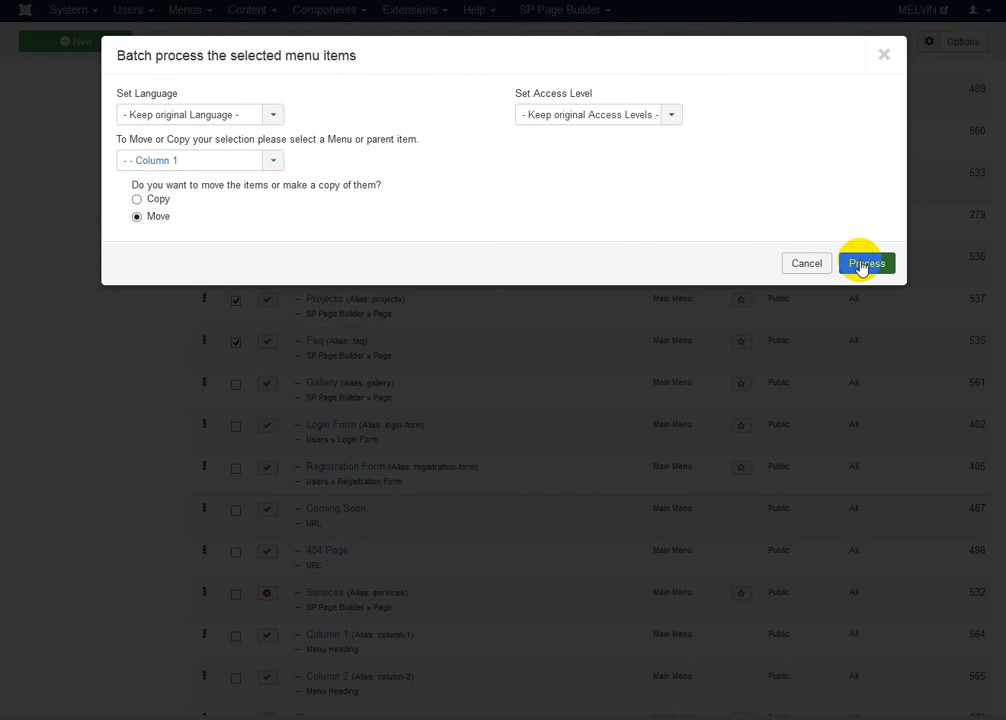 System Users Menus Content Components Extensions Help SP Page Builder MELVIN
New Options
Batch process the selected menu items
Set Language Set Access Level
- Keep original Language - - Keep original Access Levels -
To Move or Copy your selection please select a Menu or parent item.
- - Column 1
Do you want to move the items or make a copy of them?
Copy
Move
Cancel Process
489
560
533
279
536
– Projects (Alias: projects) Main Menu Public All 537
– SP Page Builder » Page
– Faq (Alias: faq) Main Menu Public All 535
– SP Page Builder » Page
– Gallery (Alias: gallery) Main Menu Public All 561
– SP Page Builder » Page
– Login Form (Alias: login-form) Main Menu Public All 402
– Users » Login Form
– Registration Form (Alias: registration-form) Main Menu Public All 405
– Users » Registration Form
– Coming Soon Main Menu Public All 487
– URL
– 404 Page Main Menu Public All 488
– URL
– Services (Alias: services) Main Menu Public All 532
– SP Page Builder » Page
– Column 1 (Alias: column-1) Main Menu Public All 564
– Menu Heading
– Column 2 (Alias: column-2) Main Menu Public All 565
– Menu Heading